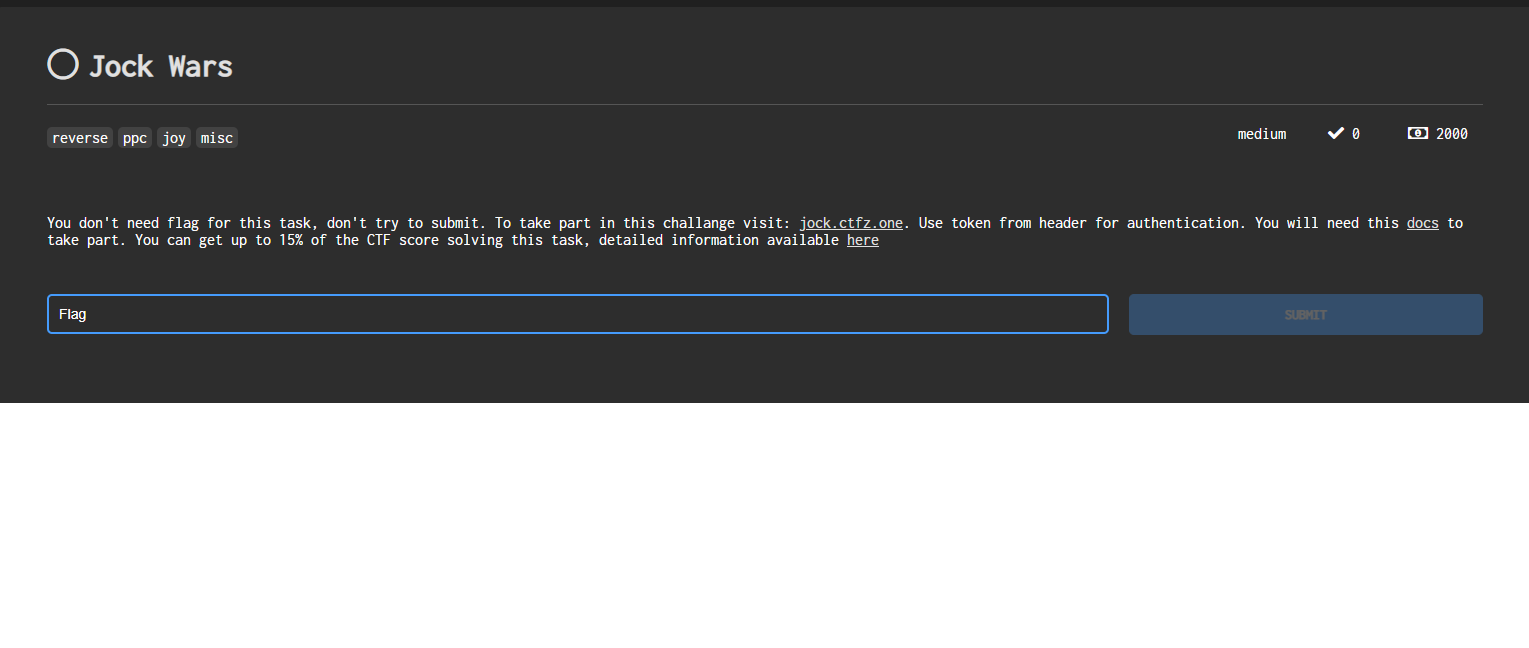 Jock Wars
reverse ppc joy misc
medium 0 2000
You don't need flag for this task, don't try to submit. To take part in this challange visit: jock.ctfz.one. Use token from header for authentication. You will need this docs to
take part. You can get up to 15% of the CTF score solving this task, detailed information available here
Flag SUBMIT